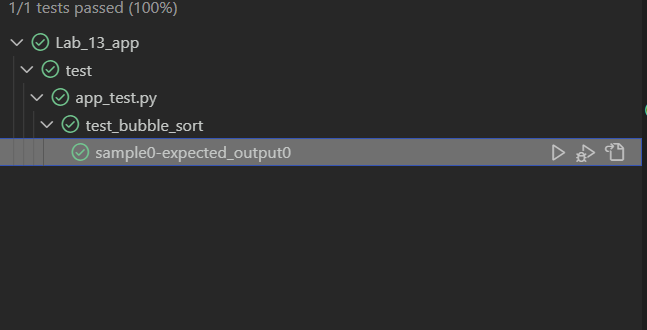 1/1 tests passed (100%)
Lab_13_app
test
app_test.py
test_bubble_sort
sample0-expected_output0